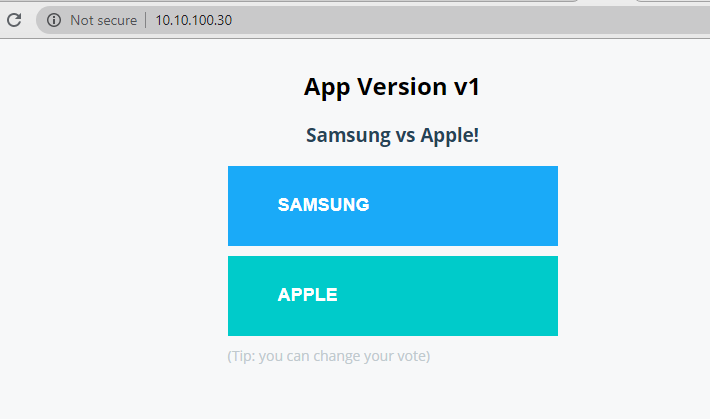 Not secure 10.10.100.30
App Version v1
Samsung vs Apple!
SAMSUNG
APPLE
(Tip: you can change your vote)